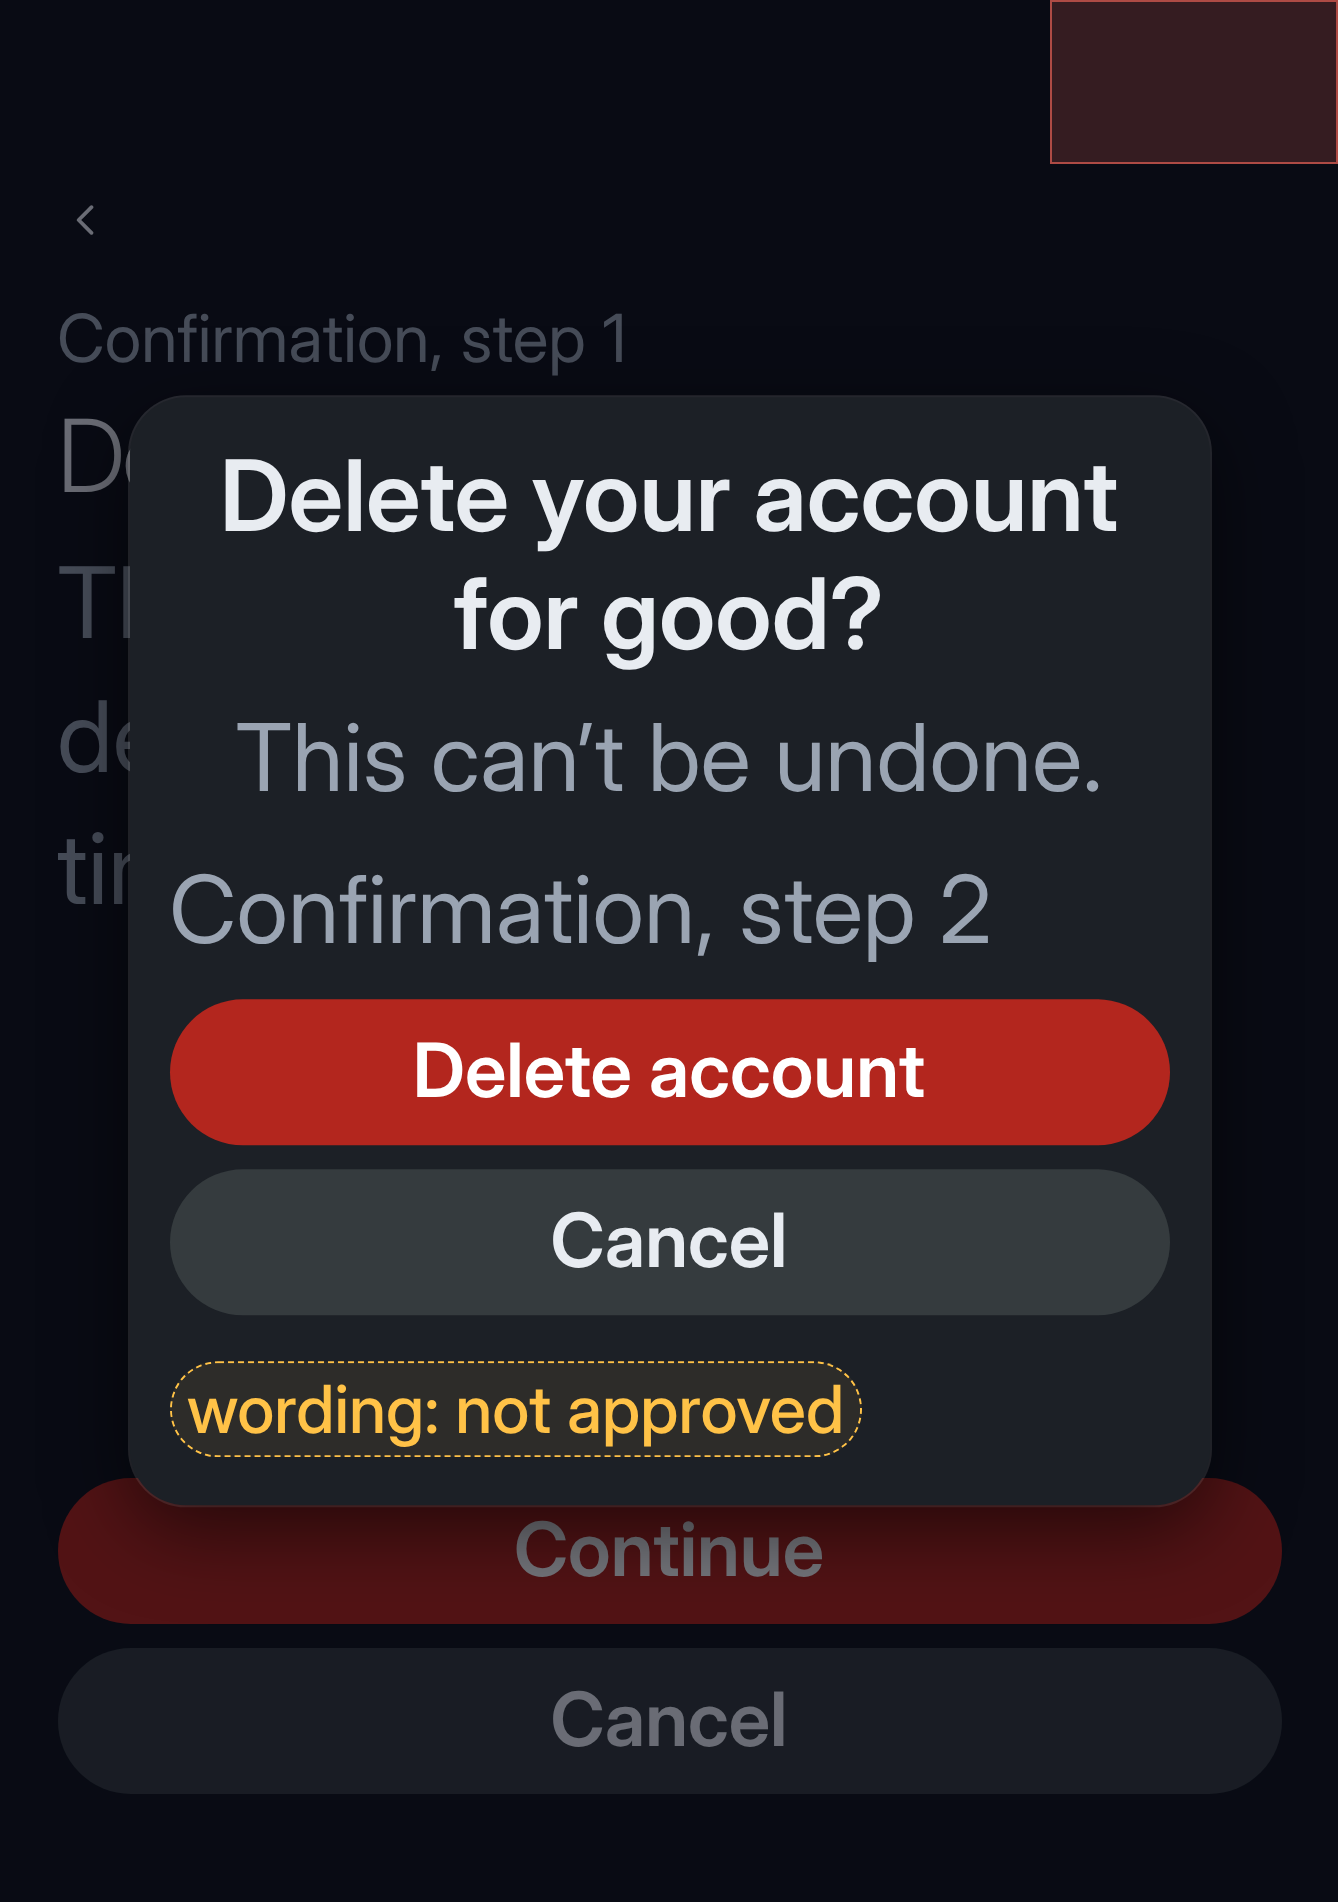 Confirmation, step 1
Delete your account
for good?
This can’t be undone.
Confirmation, step 2
Delete account
Cancel
wording: not approved
Continue
Cancel